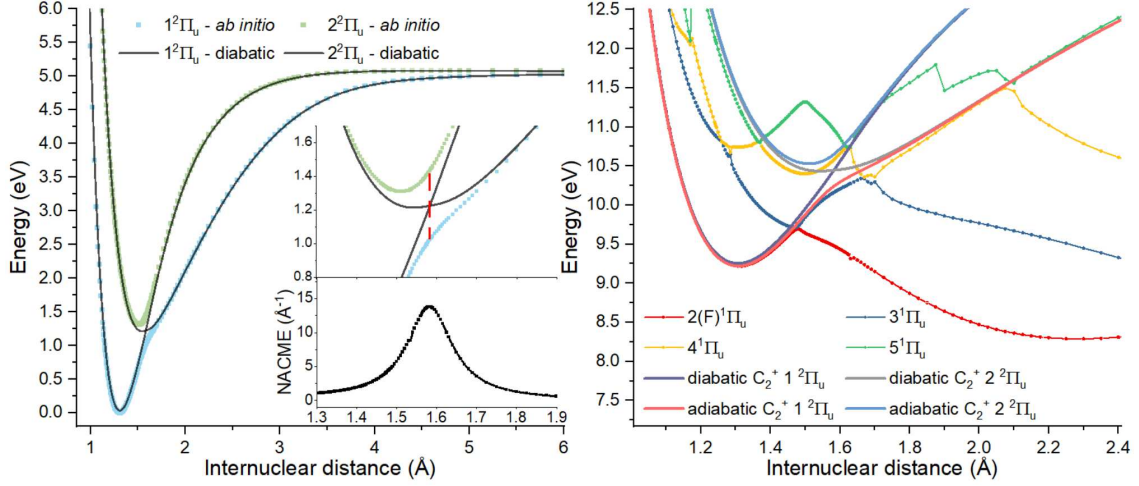 6.0
5.5
5.0
4.5
4.0
3.5
3.0
2.5
2.0
1.5
1.0
0.5
0.0
Energy (eV)
1²Πᵤ - ab initio 2²Πᵤ - ab initio
1²Πᵤ - diabatic 2²Πᵤ - diabatic
1.6
1.4
1.2
1.0
0.8
NACME (Å⁻¹)
15
10
5
0
1.3 1.4 1.5 1.6 1.7 1.8 1.9
1 2 3 4 5 6
Internuclear distance (Å)
12.5
12.0
11.5
11.0
10.5
10.0
9.5
9.0
8.5
8.0
7.5
Energy (eV)
2(F)¹Πᵤ 3¹Πᵤ
4¹Πᵤ 5¹Πᵤ
diabatic C₂⁺ 1 ²Πᵤ diabatic C₂⁺ 2 ²Πᵤ
adiabatic C₂⁺ 1 ²Πᵤ adiabatic C₂⁺ 2 ²Πᵤ
1.2 1.4 1.6 1.8 2.0 2.2 2.4
Internuclear distance (Å)